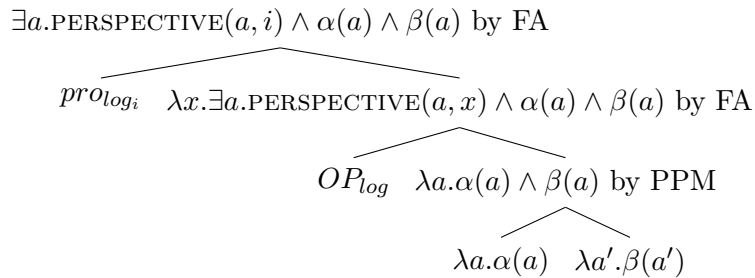 ∃a.PERSPECTIVE(a, i) ∧ α(a) ∧ β(a) by FA
pro_{log_i} λx.∃a.PERSPECTIVE(a, x) ∧ α(a) ∧ β(a) by FA
OP_{log} λa.α(a) ∧ β(a) by PPM
λa.α(a) λa′.β(a′)